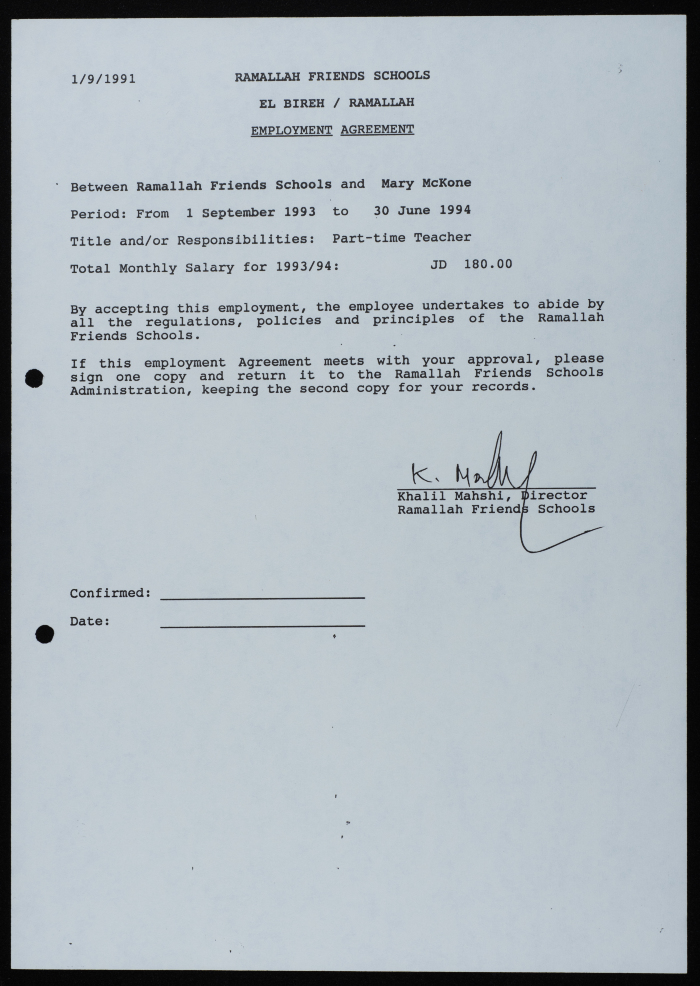 1/9/1991 RAMALLAH FRIENDS SCHOOLS
EL BIREH / RAMALLAH
EMPLOYMENT AGREEMENT
Between Ramallah Friends Schools and Mary McKone
Period: From 1 September 1993 to 30 June 1994
Title and/or Responsibilities: Part-time Teacher
Total Monthly Salary for 1993/94: JD 180.00
By accepting this employment, the employee undertakes to abide by
all the regulations, policies and principles of the Ramallah
Friends Schools.
If this employment Agreement meets with your approval, please
sign one copy and return it to the Ramallah Friends Schools
Administration, keeping the second copy for your records.
K.
Khalil Mahshi, Director
Ramallah Friends Schools
Confirmed:
Date: